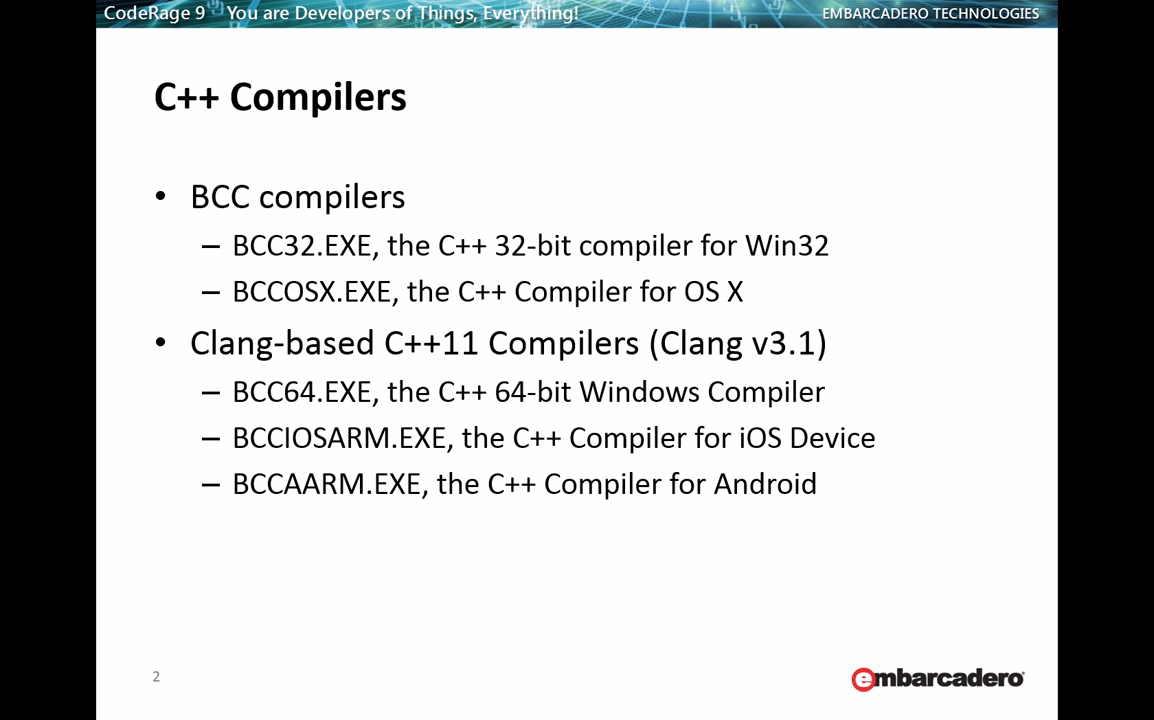 CodeRage 9 You are Developers of Things, Everything! EMBARCADERO TECHNOLOGIES
C++ Compilers
• BCC compilers
– BCC32.EXE, the C++ 32-bit compiler for Win32
– BCCOSX.EXE, the C++ Compiler for OS X
• Clang-based C++11 Compilers (Clang v3.1)
– BCC64.EXE, the C++ 64-bit Windows Compiler
– BCCIOSARM.EXE, the C++ Compiler for iOS Device
– BCCAARM.EXE, the C++ Compiler for Android
2 embarcadero